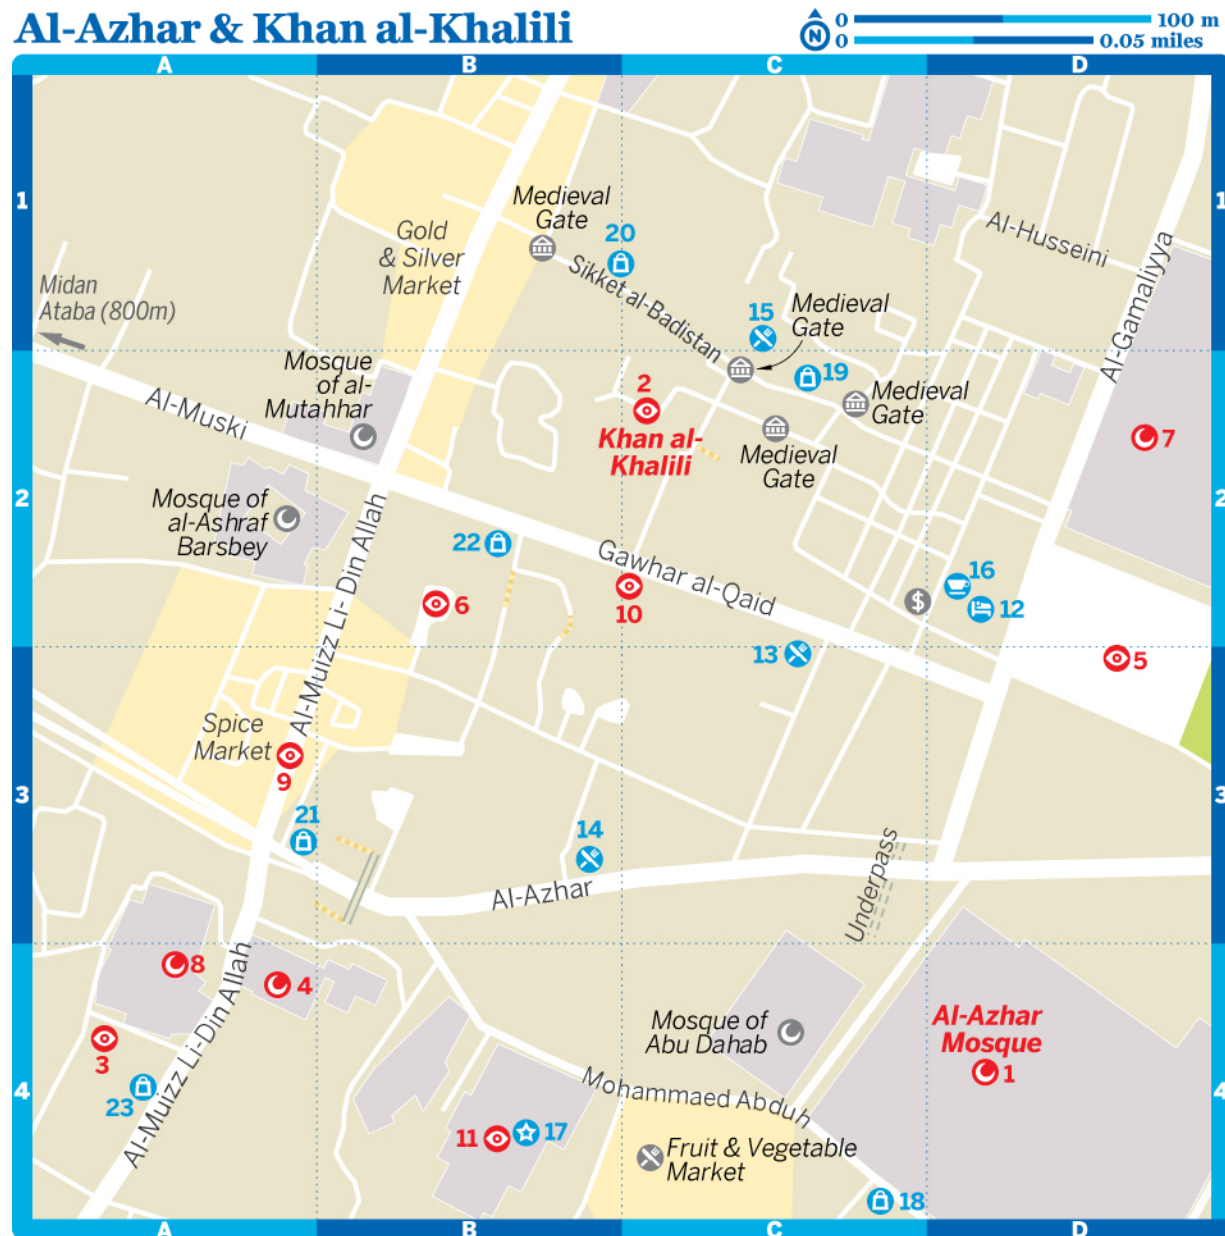 Al-Azhar & Khan al-Khalili
N
0
100 m
0
0.05 miles
A
B
C
D
1
1
Medieval
Gate
Gold
& Silver
Market
20
Sikket al-Badistan
Al-Husseini
Al-Gamaliyya
Midan
Ataba (800m)
15
Medieval
Gate
Mosque
of al-
Mutahhar
2
19
Medieval
Gate
Al-Muski
Khan al-
Khalili
Medieval
Gate
7
2
2
Mosque of
al-Ashraf
Barsbey
22
Gawhar al-Qaid
6
10
$
16
12
Al-Muizz Li- Din Allah
13
5
Spice
Market
9
3
3
21
14
Al-Azhar
Underpass
8
4
Al-Muizz Li-Din Allah
Mosque of
Abu Dahab
Al-Azhar
Mosque
1
3
23
4
4
Mohammaed Abduh
11
17
Fruit & Vegetable
Market
18
A
B
C
D